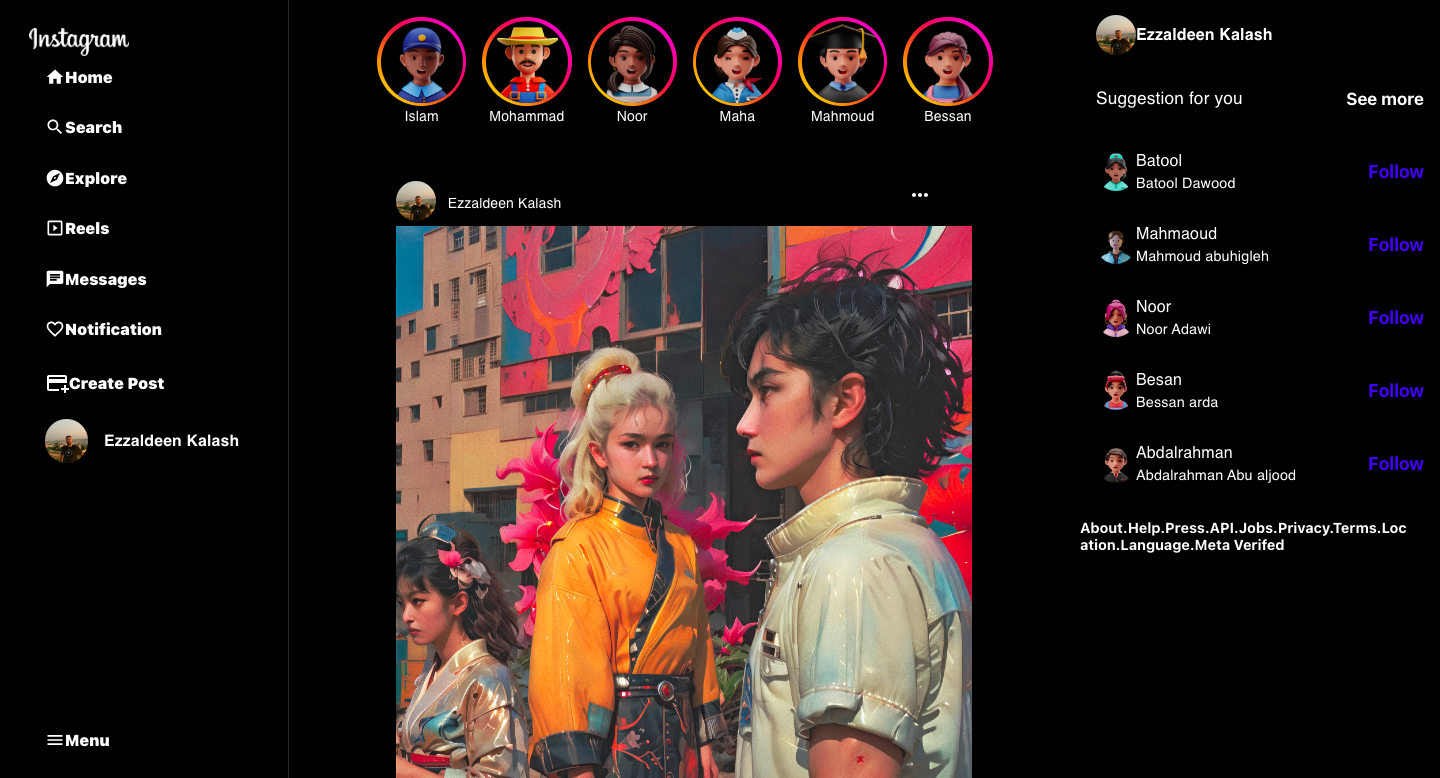 Instagram
Home
Search
Explore
Reels
Messages
Notification
Create Post
Ezzaldeen Kalash
Menu
Islam
Mohammad
Noor
Maha
Mahmoud
Bessan
Ezzaldeen Kalash
Ezzaldeen Kalash
Suggestion for you
See more
Batool
Batool Dawood
Follow
Mahmaoud
Mahmoud abuhigleh
Follow
Noor
Noor Adawi
Follow
Besan
Bessan arda
Follow
Abdalrahman
Abdalrahman Abu aljood
Follow
About.Help.Press.API.Jobs.Privacy.Terms.Loc
ation.Language.Meta Verifed